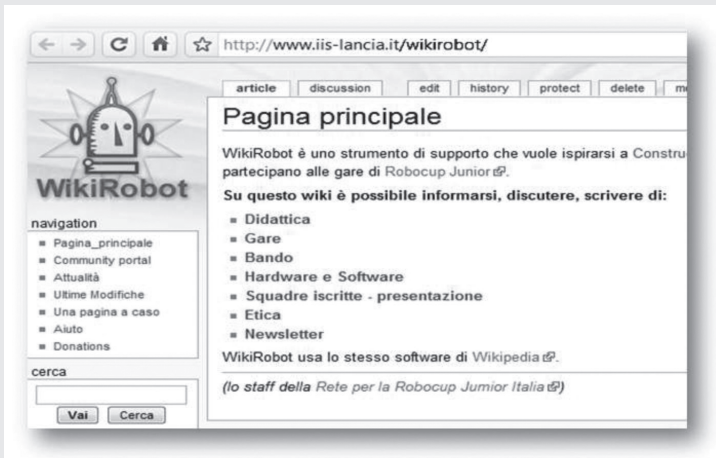 http://www.iis-lancia.it/wikirobot/
article discussion edit history protect delete
WikiRobot
Pagina principale
WikiRobot è uno strumento di supporto che vuole ispirarsi a
partecipano alle gare di Robocup Junior.
Su questo wiki è possibile informarsi, discutere, scrivere di:
Didattica
Gare
Bando
Hardware e Software
Squadre iscritte - presentazione
Etica
Newsletter
WikiRobot usa lo stesso software di Wikipedia.
(lo staff della Rete per la Robocup Jumior Italia)
navigation
Pagina_principale
Community portal
Attualità
Ultime Modifiche
Una pagina a caso
Aiuto
Donations
cerca
Vai Cerca